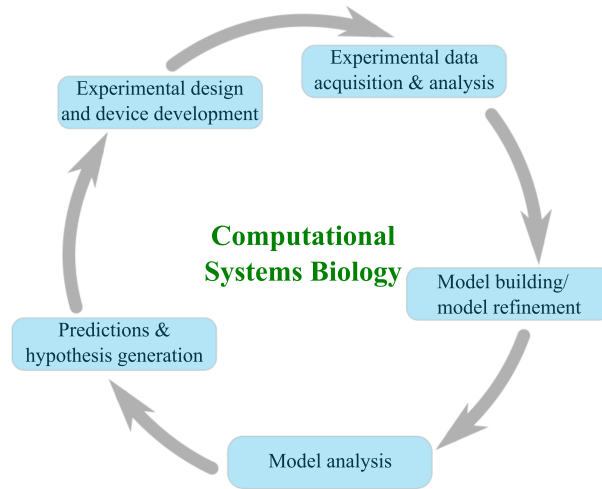 Experimental design
and device development
Experimental data
acquisition & analysis
Computational
Systems Biology
Model building/
model refinement
Predictions &
hypothesis generation
Model analysis